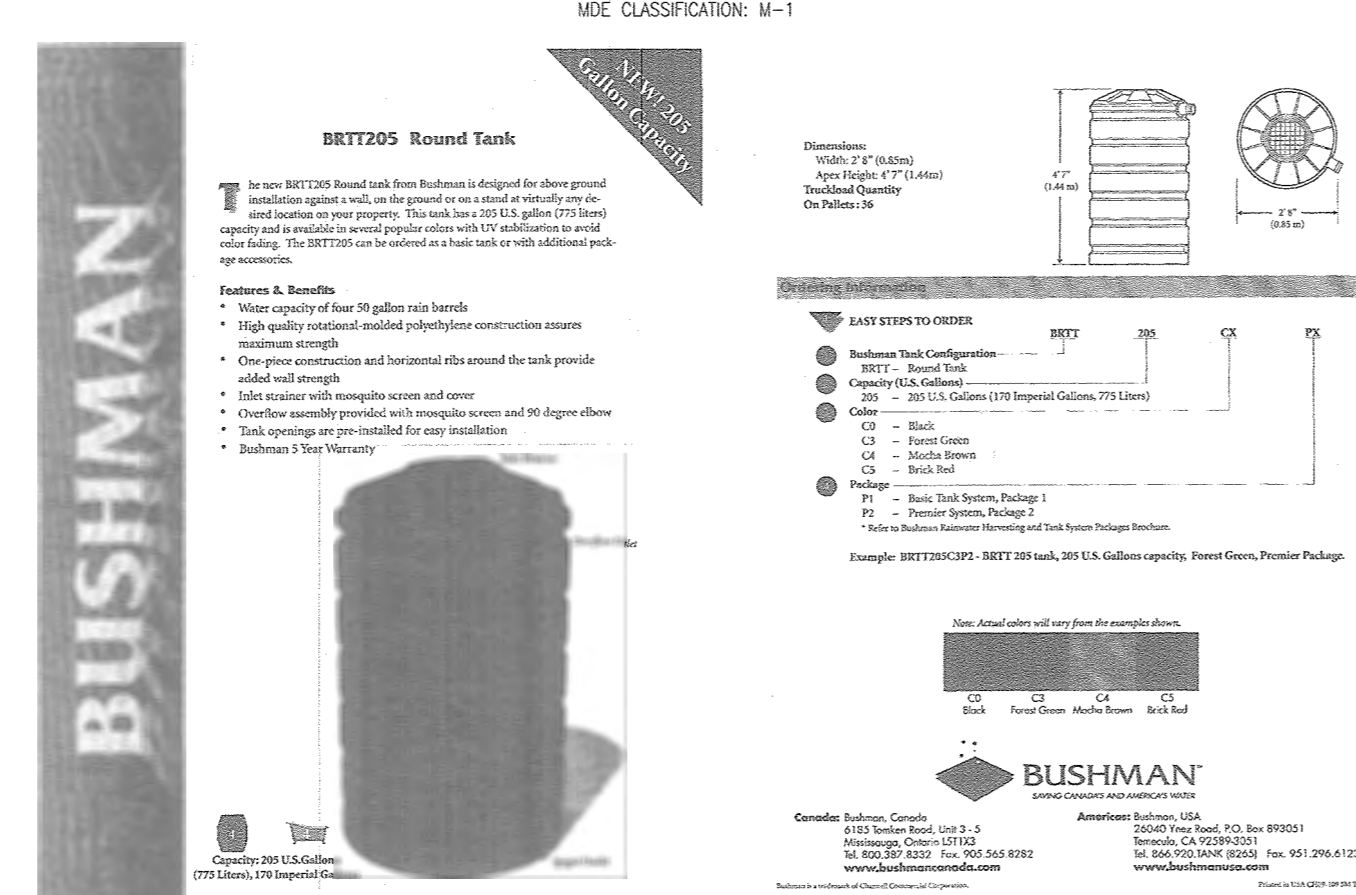 MDE CLASSIFICATION: M-1
BUSHMAN
NEW! 205
Gallon Capacity
BRTT205 Round Tank
The new BRTT205 Round tank from Bushman is designed for above ground
installation against a wall, on the ground or on a stand at virtually any de-
sired location on your property. This tank has a 205 U.S. gallon (775 liters)
capacity and is available in several popular colors with UV stabilization to avoid
color fading. The BRTT205 can be ordered as a basic tank or with additional pack-
age accessories.
Features & Benefits
* Water capacity of four 50 gallon rain barrels
* High quality rotational-molded polyethylene construction assures
maximum strength
* One-piece construction and horizontal ribs around the tank provide
added wall strength
* Inlet strainer with mosquito screen and cover
* Overflow assembly provided with mosquito screen and 90 degree elbow
* Tank openings are pre-installed for easy installation
* Bushman 5 Year Warranty
Capacity: 205 U.S.Gallon
(775 Liters), 170 Imperial Ga
Dimensions:
Width: 2' 8" (0.85m)
Apex Height: 4' 7" (1.44m)
Truckload Quantity
On Pallets : 36
4' 7"
(1.44 m)
2' 8"
(0.85 m)
Ordering Information
EASY STEPS TO ORDER
BRTT 205 CX PX
Bushman Tank Configuration
BRTT – Round Tank
Capacity (U.S. Gallons)
205 – 205 U.S. Gallons (170 Imperial Gallons, 775 Liters)
Color
C0 – Black
C3 – Forest Green
C4 – Mocha Brown
C5 – Brick Red
Package
P1 – Basic Tank System, Package 1
P2 – Premier System, Package 2
* Refer to Bushman Rainwater Harvesting and Tank System Packages Brochure.
Example: BRTT205C3P2 - BRTT 205 tank, 205 U.S. Gallons capacity, Forest Green, Premier Package.
Note: Actual colors will vary from the examples shown.
C0 C3 C4 C5
Black Forest Green Mocha Brown Brick Red
BUSHMAN™
SAVING CANADA'S AND AMERICA'S WATER
Canada: Bushman, Canada
6185 Tomken Road, Unit 3 - 5
Mississauga, Ontario L5T1X3
Tel. 800.387.8332 Fax. 905.565.8282
www.bushmancanada.com
Americas: Bushman, USA
26040 Ynez Road, P.O. Box 893051
Temecula, CA 92589-3051
Tel. 866.920.TANK (8265) Fax. 951.296.6123
www.bushmanusa.com
Bushman is a trademark of Channell Commercial Corporation.
Printed in USA